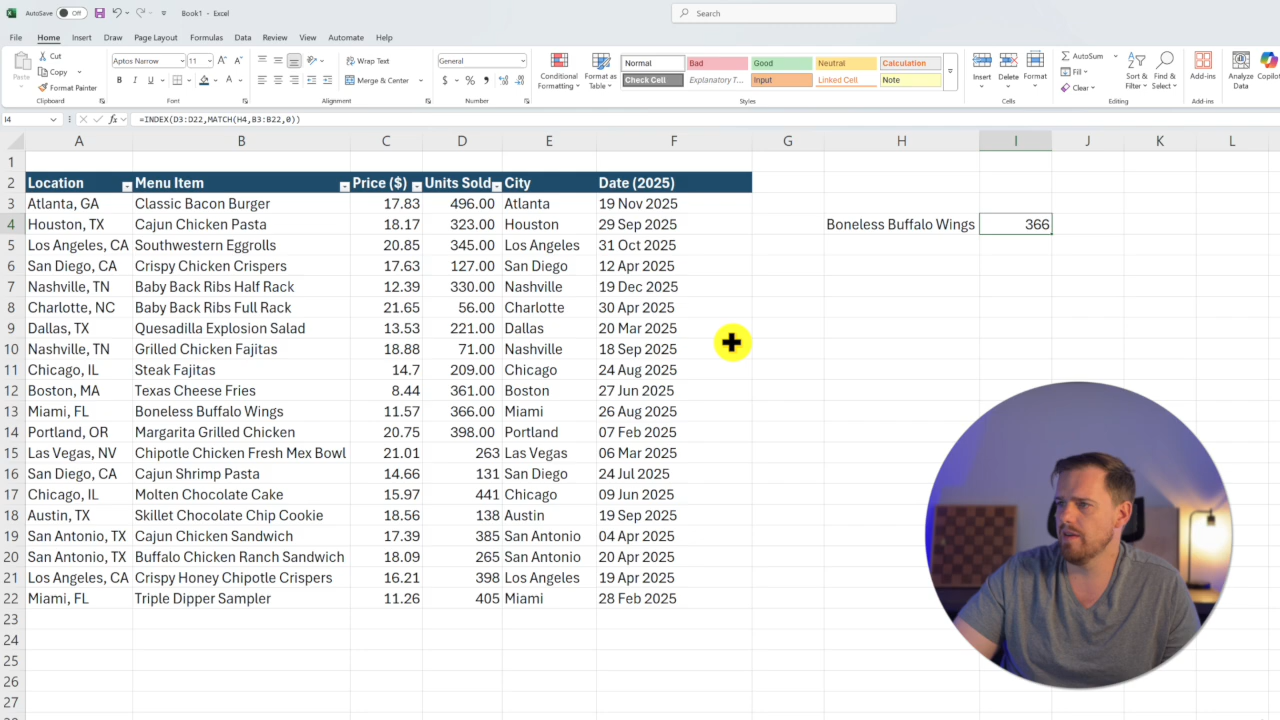 AutoSave Off Book1 - Excel Search
File Home Insert Draw Page Layout Formulas Data Review View Automate Help
Paste Cut Copy Format Painter Clipboard
Aptos Narrow 11 A A B I U A Font
Wrap Text Merge & Center Alignment
General $ % , Number
Conditional Formatting Format as Table
Normal Bad Good Neutral Calculation
Check Cell Explanatory T... Input Linked Cell Note
Styles
Insert Delete Format Cells
AutoSum Fill Clear Sort & Filter Find & Select Editing
Add-ins Add-ins
Analyze Data
I4 fx =INDEX(D3:D22,MATCH(H4,B3:B22,0))
A B C D E F G H I J K L
1
2 Location Menu Item Price ($) Units Sold City Date (2025)
3 Atlanta, GA Classic Bacon Burger 17.83 496.00 Atlanta 19 Nov 2025
4 Houston, TX Cajun Chicken Pasta 18.17 323.00 Houston 29 Sep 2025 Boneless Buffalo Wings 366
5 Los Angeles, CA Southwestern Eggrolls 20.85 345.00 Los Angeles 31 Oct 2025
6 San Diego, CA Crispy Chicken Crispers 17.63 127.00 San Diego 12 Apr 2025
7 Nashville, TN Baby Back Ribs Half Rack 12.39 330.00 Nashville 19 Dec 2025
8 Charlotte, NC Baby Back Ribs Full Rack 21.65 56.00 Charlotte 30 Apr 2025
9 Dallas, TX Quesadilla Explosion Salad 13.53 221.00 Dallas 20 Mar 2025
10 Nashville, TN Grilled Chicken Fajitas 18.88 71.00 Nashville 18 Sep 2025
11 Chicago, IL Steak Fajitas 14.7 209.00 Chicago 24 Aug 2025
12 Boston, MA Texas Cheese Fries 8.44 361.00 Boston 27 Jun 2025
13 Miami, FL Boneless Buffalo Wings 11.57 366.00 Miami 26 Aug 2025
14 Portland, OR Margarita Grilled Chicken 20.75 398.00 Portland 07 Feb 2025
15 Las Vegas, NV Chipotle Chicken Fresh Mex Bowl 21.01 263 Las Vegas 06 Mar 2025
16 San Diego, CA Cajun Shrimp Pasta 14.66 131 San Diego 24 Jul 2025
17 Chicago, IL Molten Chocolate Cake 15.97 441 Chicago 09 Jun 2025
18 Austin, TX Skillet Chocolate Chip Cookie 18.56 138 Austin 19 Sep 2025
19 San Antonio, TX Cajun Chicken Sandwich 17.39 385 San Antonio 04 Apr 2025
20 San Antonio, TX Buffalo Chicken Ranch Sandwich 18.09 265 San Antonio 20 Apr 2025
21 Los Angeles, CA Crispy Honey Chipotle Crispers 16.21 398 Los Angeles 19 Apr 2025
22 Miami, FL Triple Dipper Sampler 11.26 405 Miami 28 Feb 2025
23
24
25
26
27